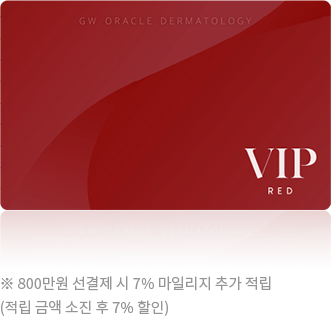 GW ORACLE DERMATOLOGY
VIP
RED
※ 800만원 선결제 시 7% 마일리지 추가 적립
(적립 금액 소진 후 7% 할인)